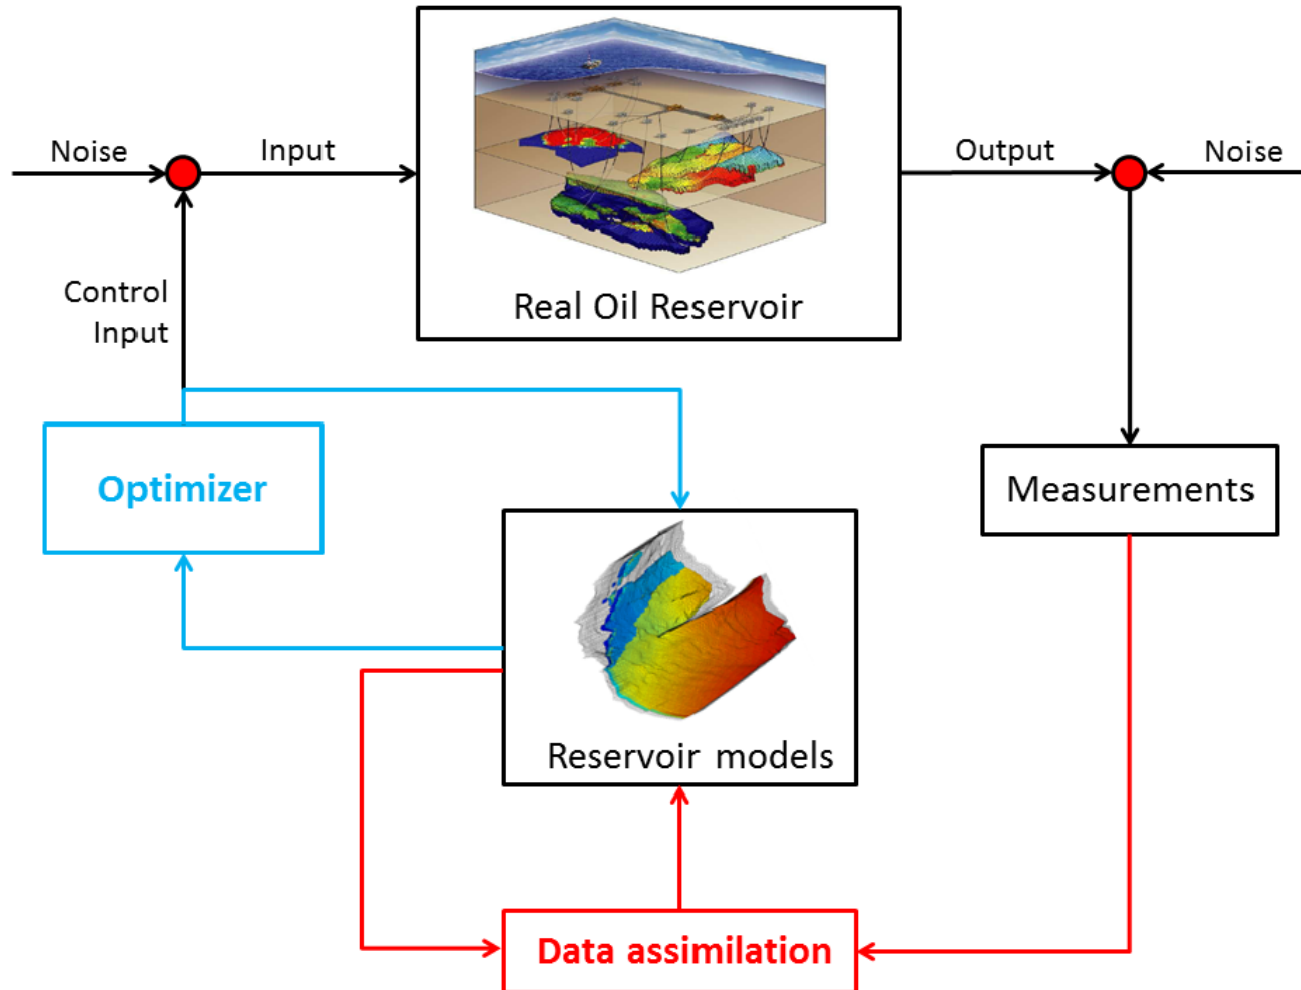 Noise
Input
Output
Noise
Control
Input
Real Oil Reservoir
Optimizer
Measurements
Reservoir models
Data assimilation